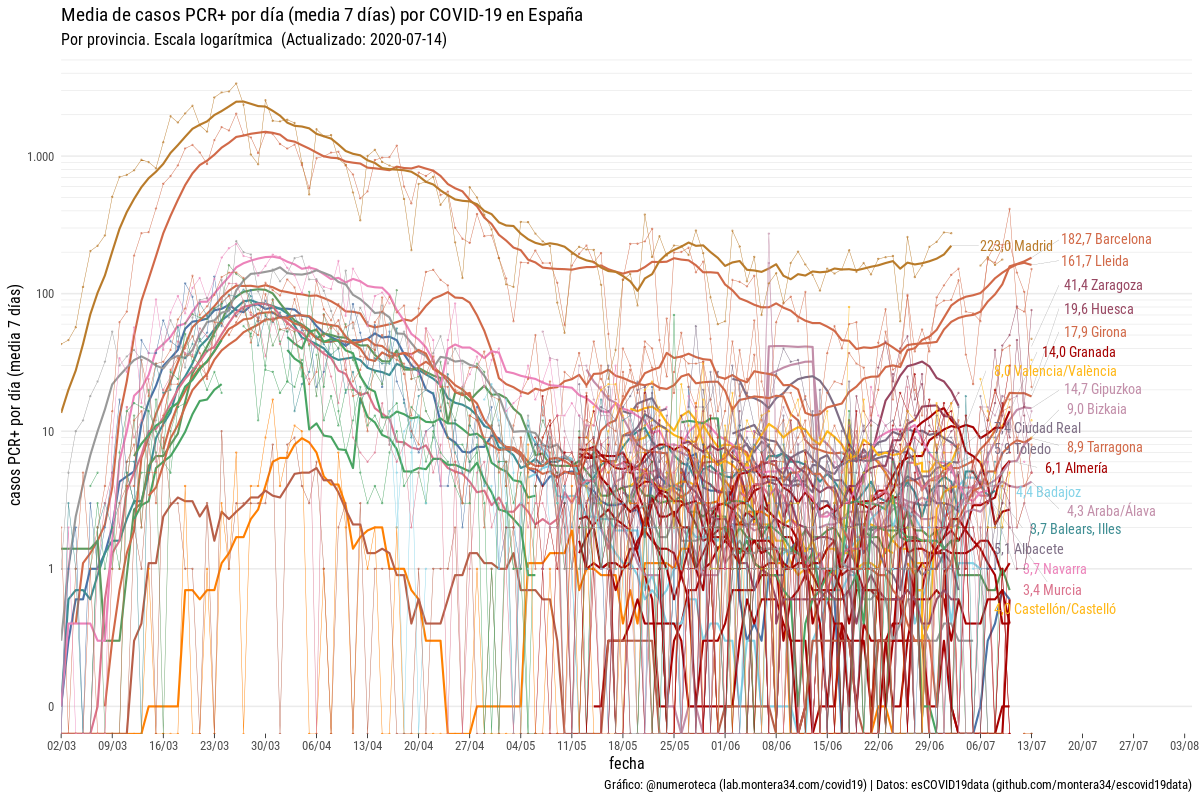 Media de casos PCR+ por día (media 7 días) por COVID-19 en España
Por provincia. Escala logarítmica (Actualizado: 2020-07-14)
casos PCR+ por día (media 7 días)
1.000
100
10
1
0
223,0 Madrid
182,7 Barcelona
161,7 Lleida
41,4 Zaragoza
19,6 Huesca
17,9 Girona
14,0 Granada
Valencia/València
14,7 Gipuzkoa
9,0 Bizkaia
Ciudad Real
8,9 Tarragona
Toledo
6,1 Almería
4,4 Badajoz
4,3 Araba/Álava
8,7 Balears, Illes
5,1 Albacete
3,7 Navarra
3,4 Murcia
Castellón/Castelló
02/03 09/03 16/03 23/03 30/03 06/04 13/04 20/04 27/04 04/05 11/05 18/05 25/05 01/06 08/06 15/06 22/06 29/06 06/07 13/07 20/07 27/07 03/08
fecha
Gráfico: @numeroteca (lab.montera34.com/covid19) | Datos: esCOVID19data (github.com/montera34/escovid19data)